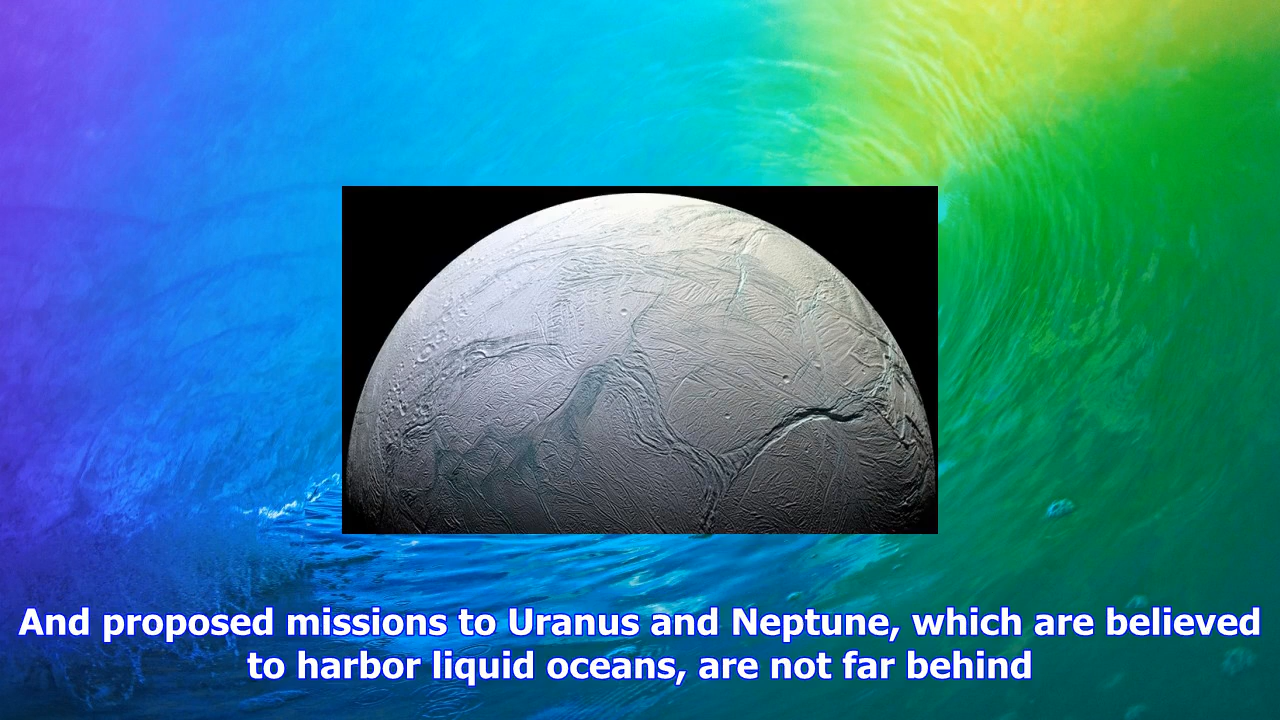 And proposed missions to Uranus and Neptune, which are believed
to harbor liquid oceans, are not far behind